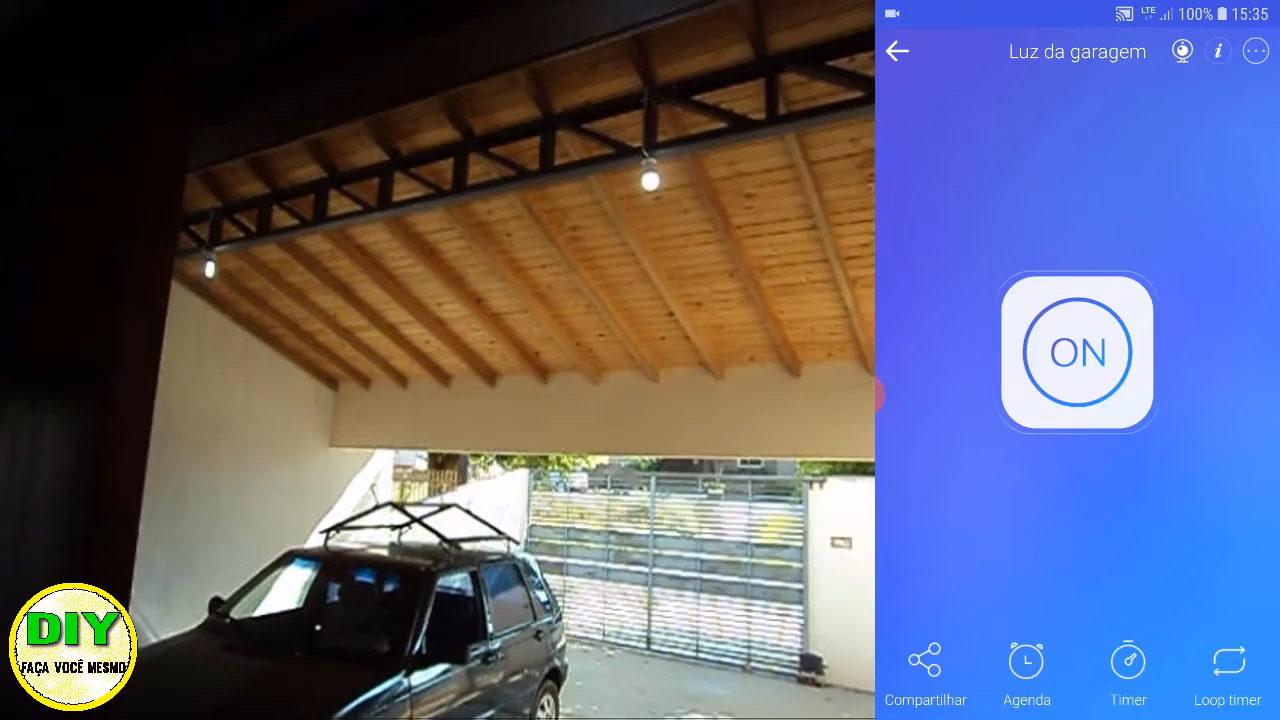 DIY
FAÇA VOCÊ MESMO
LTE
100%
15:35
Luz da garagem
i
ON
Compartilhar
Agenda
Timer
Loop timer